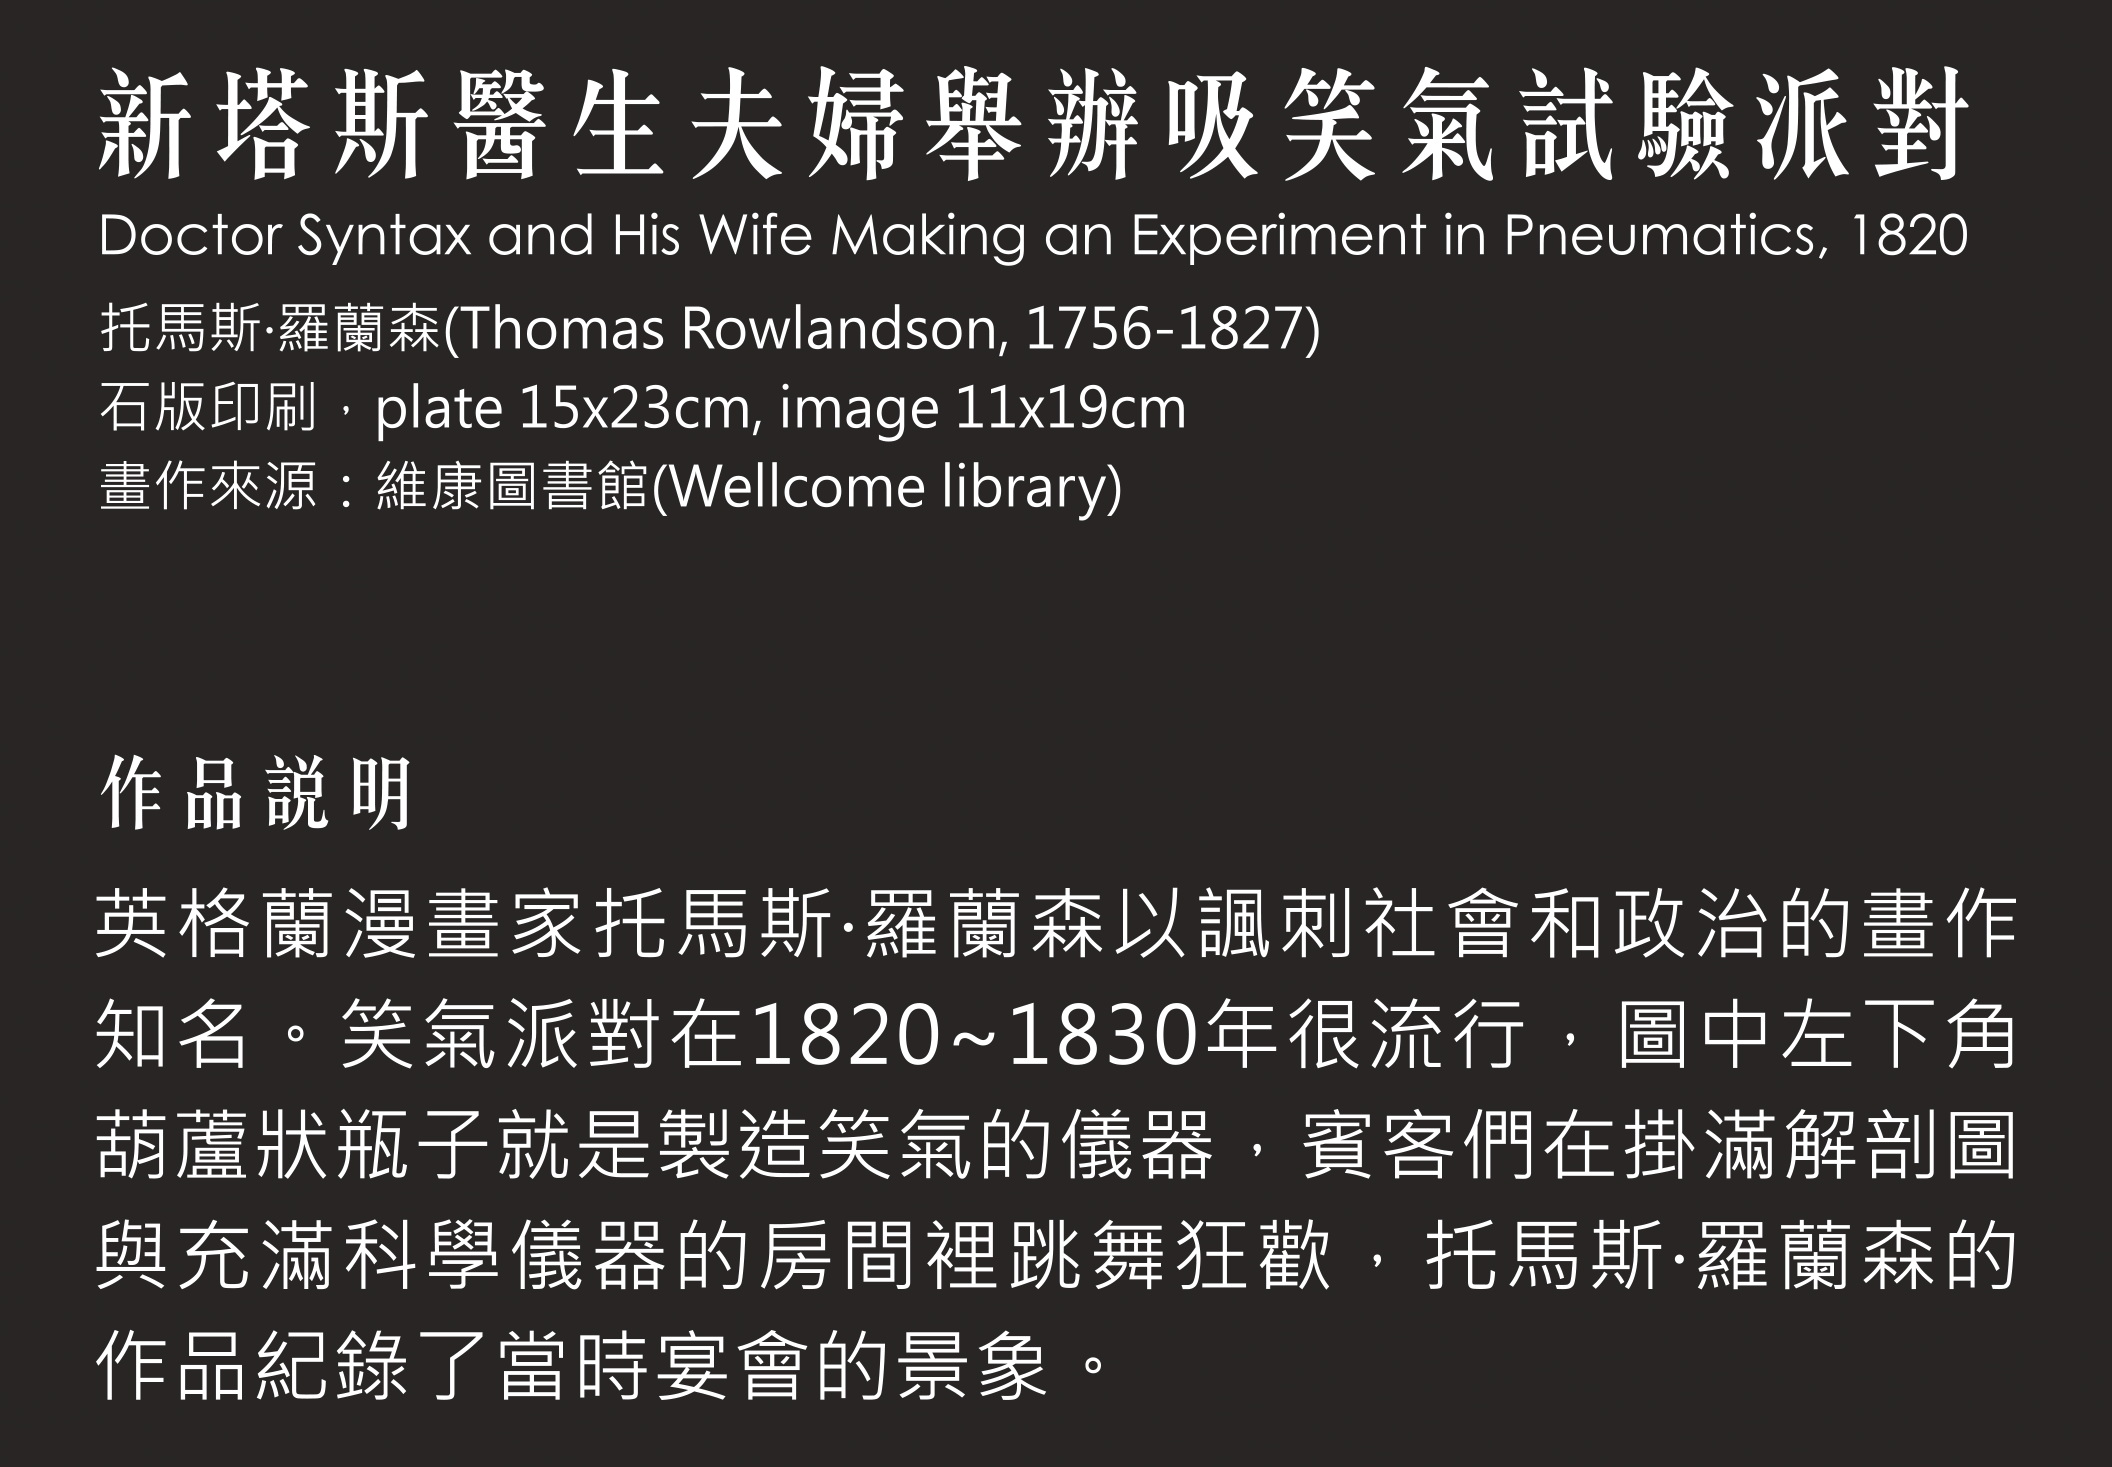 新塔斯醫生夫婦舉辦吸笑氣試驗派對
Doctor Syntax and His Wife Making an Experiment in Pneumatics, 1820
托馬斯·羅蘭森(Thomas Rowlandson, 1756-1827)
石版印刷，plate 15x23cm, image 11x19cm
畫作來源：維康圖書館(Wellcome library)
作品説明
英格蘭漫畫家托馬斯·羅蘭森以諷刺社會和政治的畫作
知名。笑氣派對在1820~1830年很流行，圖中左下角
葫蘆狀瓶子就是製造笑氣的儀器，賓客們在掛滿解剖圖
與充滿科學儀器的房間裡跳舞狂歡，托馬斯·羅蘭森的
作品紀錄了當時宴會的景象。